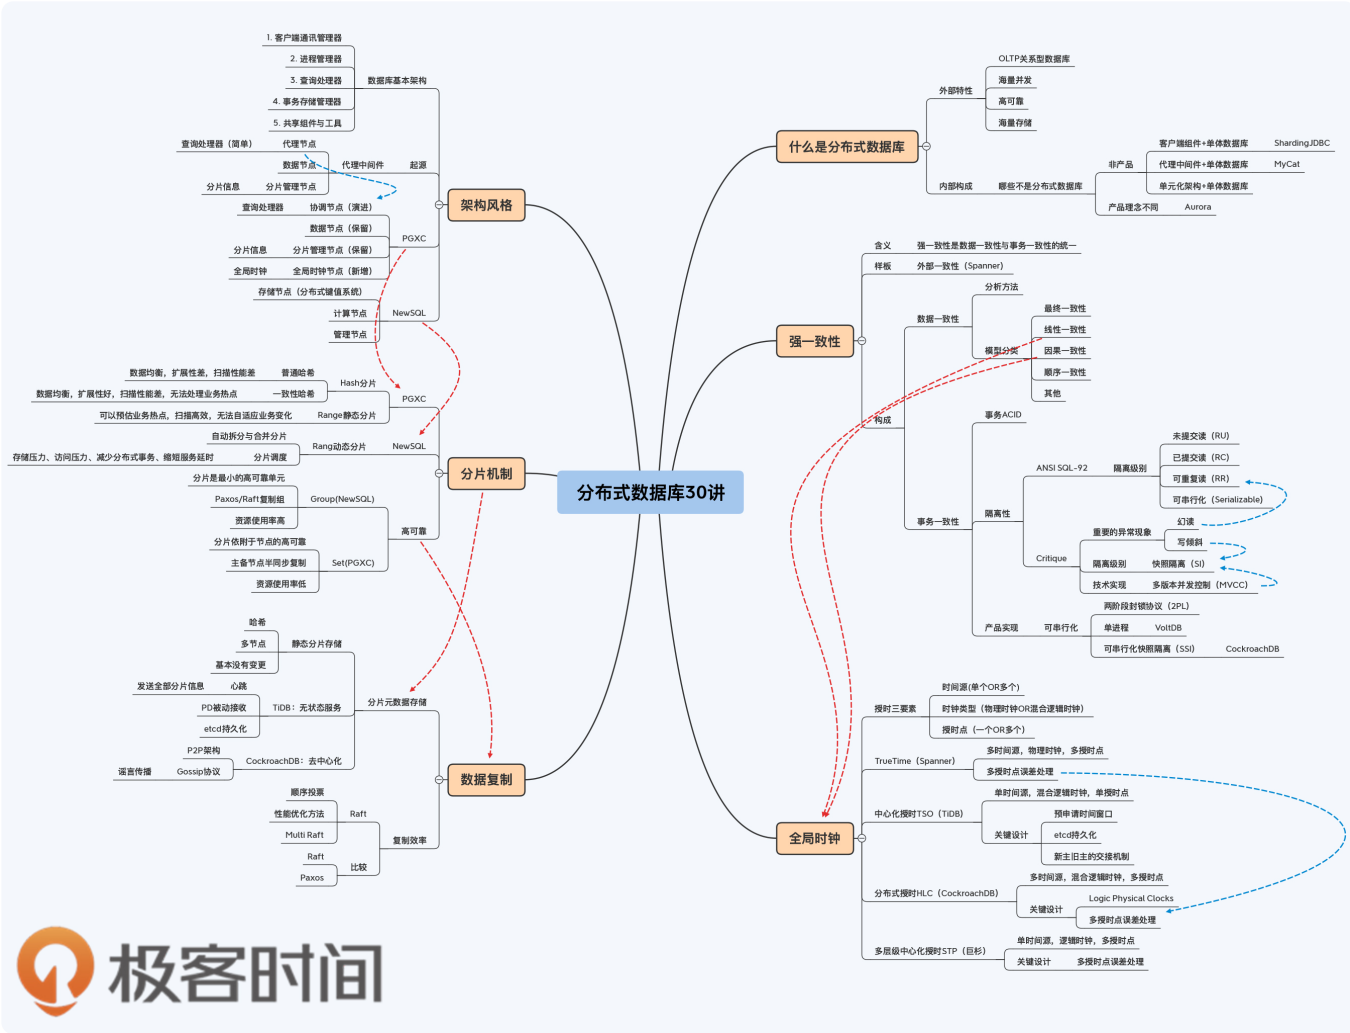 分布式数据库30讲
什么是分布式数据库
外部特性
OLTP关系型数据库
海量并发
高可靠
海量存储
内部构成
哪些不是分布式数据库
非产品
客户端组件+单体数据库
ShardingJDBC
代理中间件+单体数据库
MyCat
单元化架构+单体数据库
产品理念不同
Aurora
强一致性
含义
强一致性是数据一致性与事务一致性的统一
样板
外部一致性（Spanner）
构成
数据一致性
分析方法
模型分类
最终一致性
线性一致性
因果一致性
顺序一致性
其他
事务一致性
事务ACID
隔离性
ANSI SQL-92
隔离级别
未提交读（RU）
已提交读（RC）
可重复读（RR）
可串行化（Serializable）
Critique
重要的异常现象
幻读
写倾斜
隔离级别
快照隔离（SI）
技术实现
多版本并发控制（MVCC）
产品实现
可串行化
两阶段封锁协议（2PL）
单进程
VoltDB
可串行化快照隔离（SSI）
CockroachDB
全局时钟
授时三要素
时间源(单个OR多个)
时钟类型（物理时钟OR混合逻辑时钟）
授时点（一个OR多个）
TrueTime（Spanner）
多时间源，物理时钟，多授时点
多授时点误差处理
中心化授时TSO（TiDB）
单时间源，混合逻辑时钟，单授时点
关键设计
预申请时间窗口
etcd持久化
新主旧主的交接机制
分布式授时HLC（CockroachDB）
多时间源，混合逻辑时钟，多授时点
关键设计
Logic Physical Clocks
多授时点误差处理
多层级中心化授时STP（巨杉）
单时间源，逻辑时钟，多授时点
关键设计
多授时点误差处理
架构风格
数据库基本架构
1. 客户端通讯管理器
2. 进程管理器
3. 查询处理器
4. 事务存储管理器
5. 共享组件与工具
起源
代理中间件
代理节点
查询处理器（简单）
数据节点
分片管理节点
分片信息
PGXC
协调节点（演进）
查询处理器
数据节点（保留）
分片管理节点（保留）
分片信息
全局时钟节点（新增）
全局时钟
NewSQL
存储节点（分布式键值系统）
计算节点
管理节点
分片机制
PGXC
Hash分片
普通哈希
数据均衡，扩展性差，扫描性能差
一致性哈希
数据均衡，扩展性好，扫描性能差，无法处理业务热点
Range静态分片
可以预估业务热点，扫描高效，无法自适应业务变化
NewSQL
Rang动态分片
自动拆分与合并分片
分片调度
存储压力、访问压力、减少分布式事务、缩短服务延时
高可靠
Group(NewSQL)
分片是最小的高可靠单元
Paxos/Raft复制组
资源使用率高
Set(PGXC)
分片依附于节点的高可靠
主备节点半同步复制
资源使用率低
数据复制
分片元数据存储
静态分片存储
哈希
多节点
基本没有变更
TiDB：无状态服务
心跳
发送全部分片信息
PD被动接收
etcd持久化
CockroachDB：去中心化
P2P架构
Gossip协议
谣言传播
复制效率
Raft
顺序投票
性能优化方法
Multi Raft
比较
Raft
Paxos
极客时间